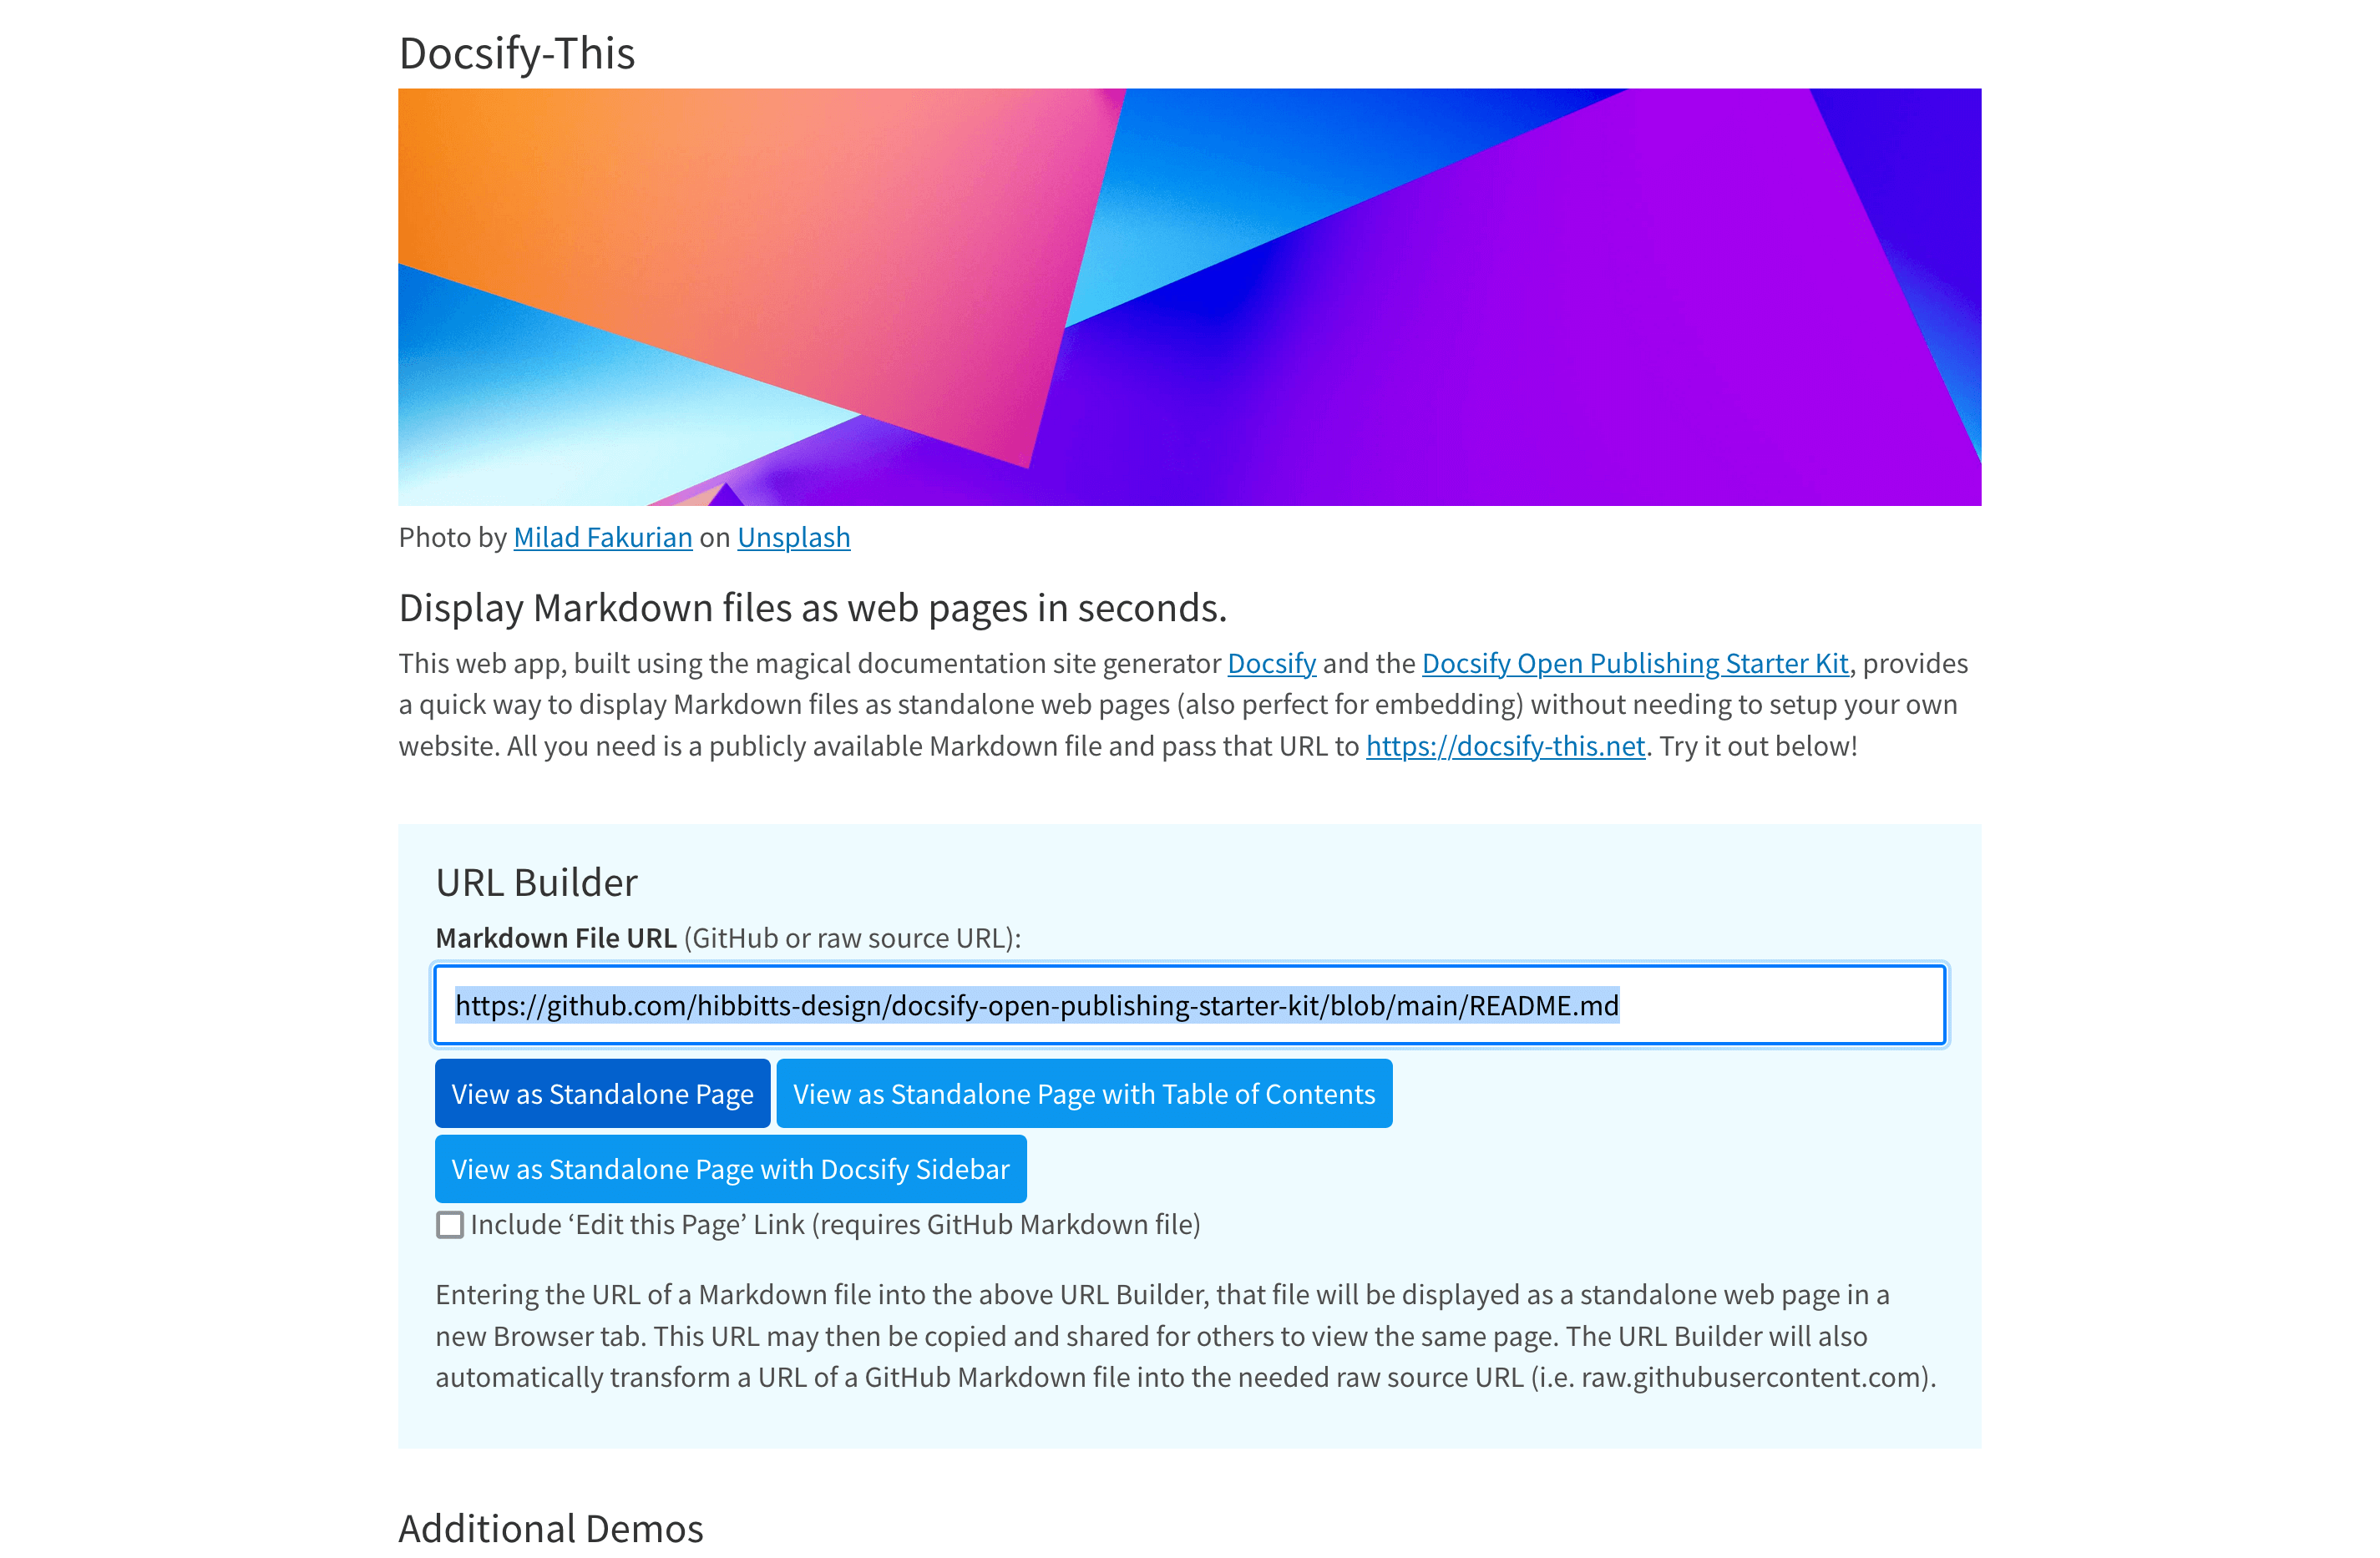 Docsify-This
Photo by Milad Fakurian on Unsplash
Display Markdown files as web pages in seconds.
This web app, built using the magical documentation site generator Docsify and the Docsify Open Publishing Starter Kit, provides
a quick way to display Markdown files as standalone web pages (also perfect for embedding) without needing to setup your own
website. All you need is a publicly available Markdown file and pass that URL to https://docsify-this.net. Try it out below!
URL Builder
Markdown File URL (GitHub or raw source URL):
https://github.com/hibbitts-design/docsify-open-publishing-starter-kit/blob/main/README.md
View as Standalone Page
View as Standalone Page with Table of Contents
View as Standalone Page with Docsify Sidebar
Include ‘Edit this Page’ Link (requires GitHub Markdown file)
Entering the URL of a Markdown file into the above URL Builder, that file will be displayed as a standalone web page in a
new Browser tab. This URL may then be copied and shared for others to view the same page. The URL Builder will also
automatically transform a URL of a GitHub Markdown file into the needed raw source URL (i.e. raw.githubusercontent.com).
Additional Demos